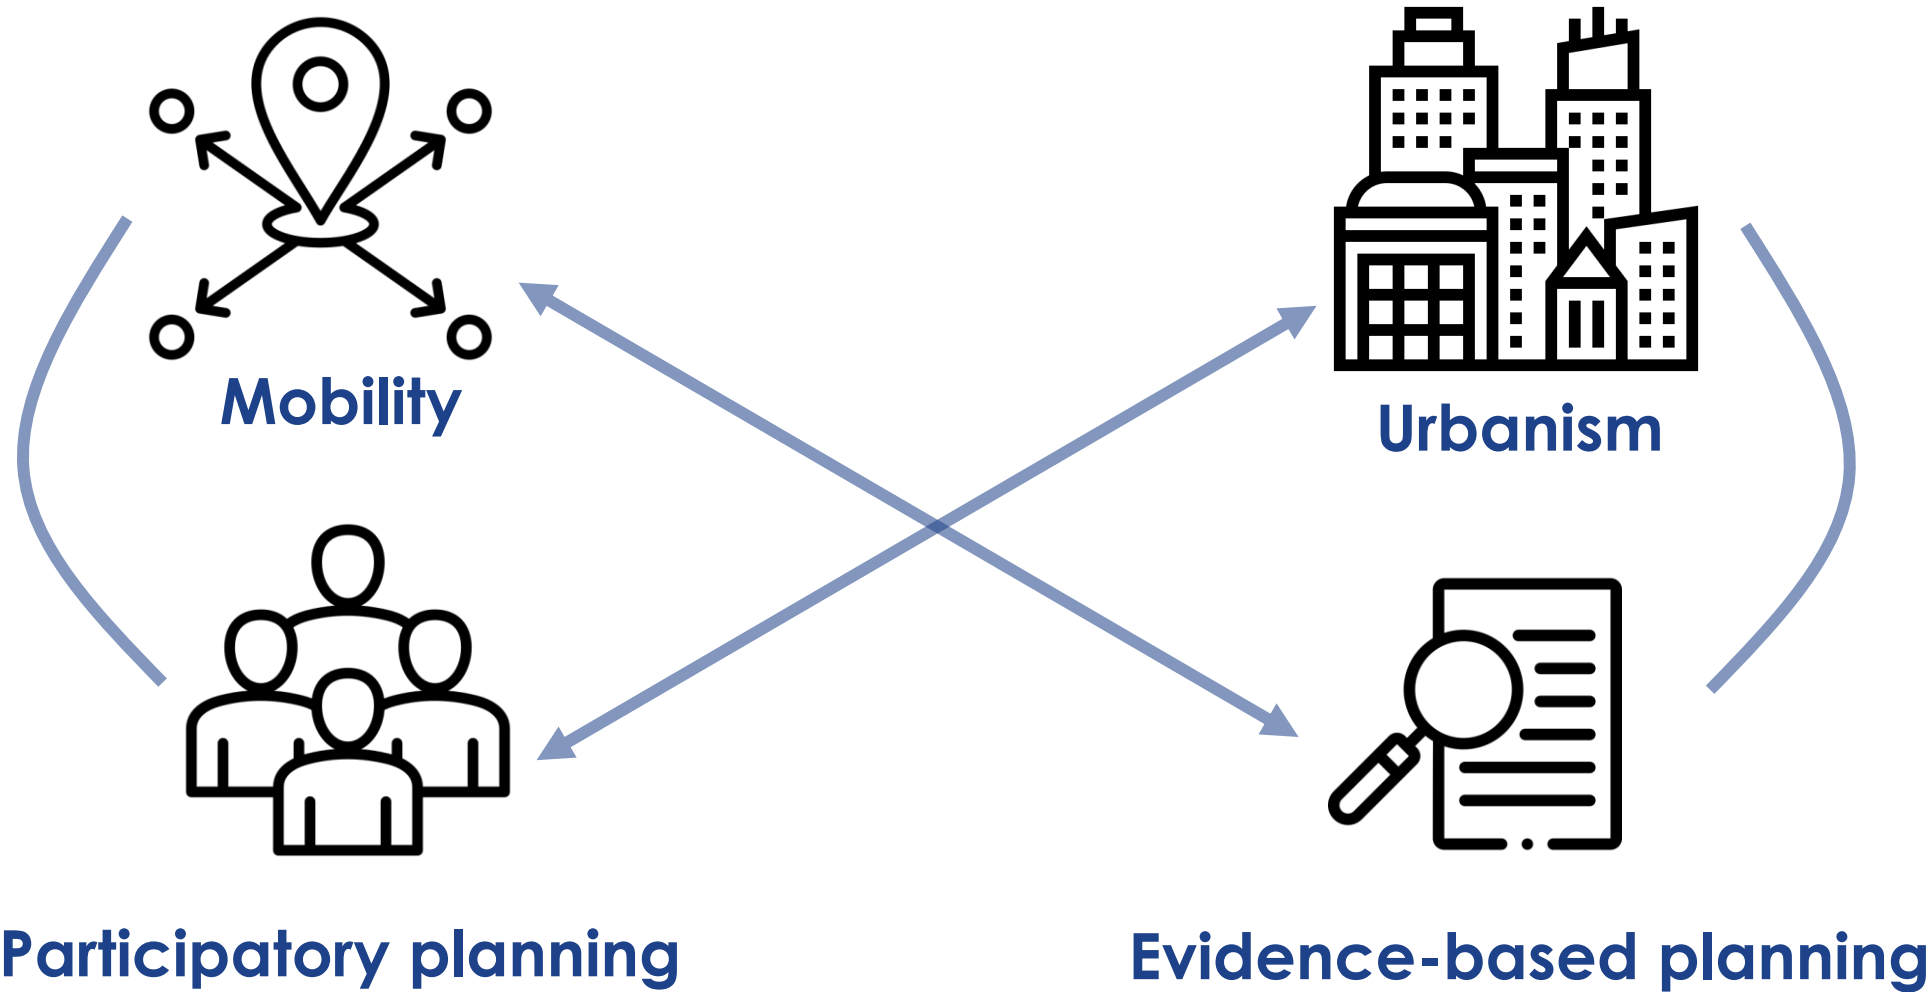 Mobility
Urbanism
Participatory planning
Evidence-based planning